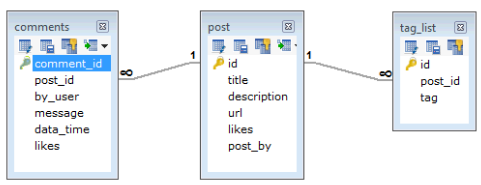 comments
comment_id
post_id
by_user
message
data_time
likes
∞
1
post
id
title
description
url
likes
post_by
1
∞
tag_list
id
post_id
tag